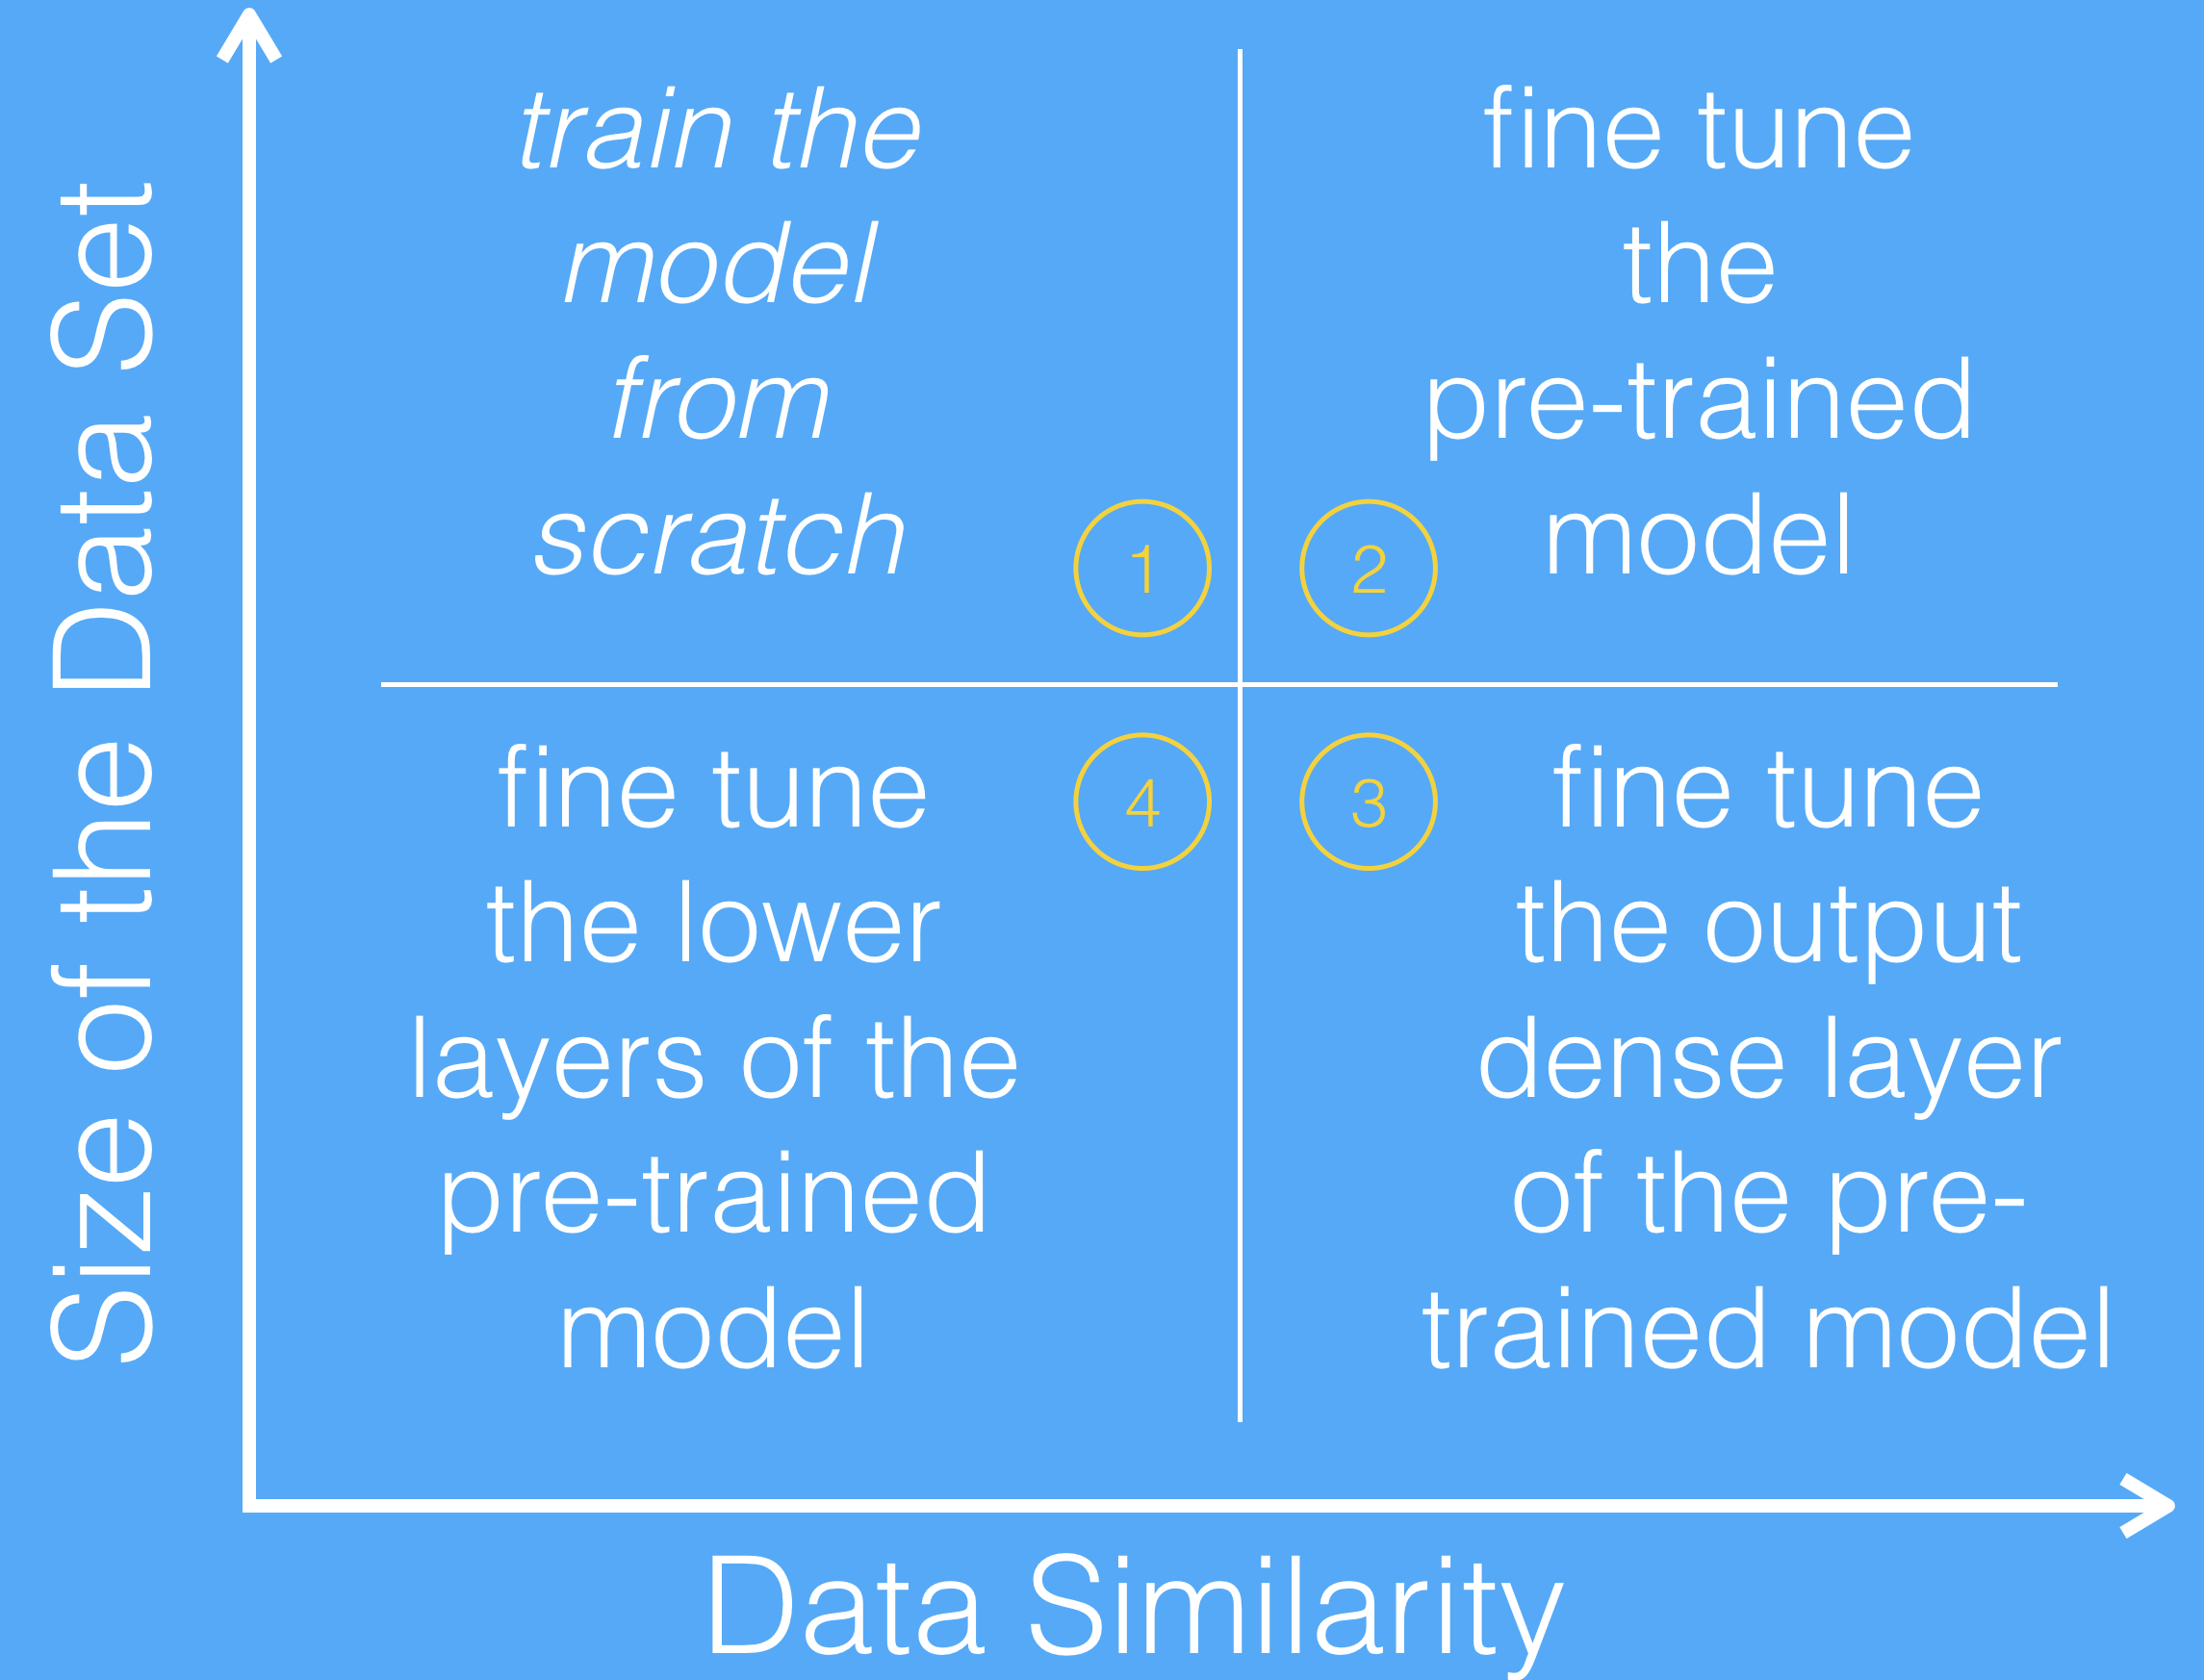 Size of the Data Set
train the
model
from
scratch
1
fine tune
the
pre-trained
model
2
fine tune
the lower
layers of the
pre-trained
model
4
fine tune
the output
dense layer
of the pre-
trained model
3
Data Similarity